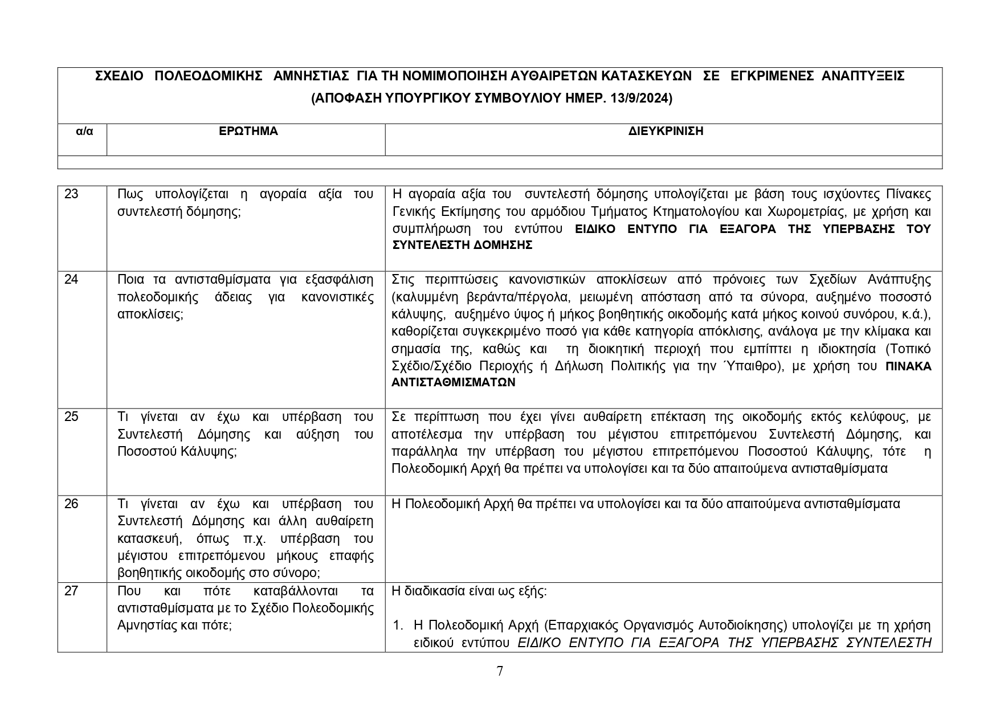 ΣΧΕΔΙΟ ΠΟΛΕΟΔΟΜΙΚΗΣ ΑΜΝΗΣΤΙΑΣ ΓΙΑ ΤΗ ΝΟΜΙΜΟΠΟΙΗΣΗ ΑΥΘΑΙΡΕΤΩΝ ΚΑΤΑΣΚΕΥΩΝ ΣΕ ΕΓΚΡΙΜΕΝΕΣ ΑΝΑΠΤΥΞΕΙΣ
(ΑΠΟΦΑΣΗ ΥΠΟΥΡΓΙΚΟΥ ΣΥΜΒΟΥΛΙΟΥ ΗΜΕΡ. 13/9/2024)
α/α ΕΡΩΤΗΜΑ ΔΙΕΥΚΡΙΝΙΣΗ
23
Πως υπολογίζεται η αγοραία αξία του
συντελεστή δόμησης;
Η αγοραία αξία του συντελεστή δόμησης υπολογίζεται με βάση τους ισχύοντες Πίνακες
Γενικής Εκτίμησης του αρμόδιου Τμήματος Κτηματολογίου και Χωρομετρίας, με χρήση και
συμπλήρωση του εντύπου ΕΙΔΙΚΟ ΕΝΤΥΠΟ ΓΙΑ ΕΞΑΓΟΡΑ ΤΗΣ ΥΠΕΡΒΑΣΗΣ ΤΟΥ
ΣΥΝΤΕΛΕΣΤΗ ΔΟΜΗΣΗΣ
24
Ποια τα αντισταθμίσματα για εξασφάλιση
πολεοδομικής άδειας για κανονιστικές
αποκλίσεις;
Στις περιπτώσεις κανονιστικών αποκλίσεων από πρόνοιες των Σχεδίων Ανάπτυξης
(καλυμμένη βεράντα/πέργολα, μειωμένη απόσταση από τα σύνορα, αυξημένο ποσοστό
κάλυψης, αυξημένο ύψος ή μήκος βοηθητικής οικοδομής κατά μήκος κοινού συνόρου, κ.ά.),
καθορίζεται συγκεκριμένο ποσό για κάθε κατηγορία απόκλισης, ανάλογα με την κλίμακα και
σημασία της, καθώς και τη διοικητική περιοχή που εμπίπτει η ιδιοκτησία (Τοπικό
Σχέδιο/Σχέδιο Περιοχής ή Δήλωση Πολιτικής για την Ύπαιθρο), με χρήση του ΠΙΝΑΚΑ
ΑΝΤΙΣΤΑΘΜΙΣΜΑΤΩΝ
25
Τι γίνεται αν έχω και υπέρβαση του
Συντελεστή Δόμησης και αύξηση του
Ποσοστού Κάλυψης;
Σε περίπτωση που έχει γίνει αυθαίρετη επέκταση της οικοδομής εκτός κελύφους, με
αποτέλεσμα την υπέρβαση του μέγιστου επιτρεπόμενου Συντελεστή Δόμησης, και
παράλληλα την υπέρβαση του μέγιστου επιτρεπόμενου Ποσοστού Κάλυψης, τότε η
Πολεοδομική Αρχή θα πρέπει να υπολογίσει και τα δύο απαιτούμενα αντισταθμίσματα
26
Τι γίνεται αν έχω και υπέρβαση του
Συντελεστή Δόμησης και άλλη αυθαίρετη
κατασκευή, όπως π.χ. υπέρβαση του
μέγιστου επιτρεπόμενου μήκους επαφής
βοηθητικής οικοδομής στο σύνορο;
Η Πολεοδομική Αρχή θα πρέπει να υπολογίσει και τα δύο απαιτούμενα αντισταθμίσματα
27
Που και πότε καταβάλλονται τα
αντισταθμίσματα με το Σχέδιο Πολεοδομικής
Αμνηστίας και πότε;
Η διαδικασία είναι ως εξής:
1. Η Πολεοδομική Αρχή (Επαρχιακός Οργανισμός Αυτοδιοίκησης) υπολογίζει με τη χρήση
ειδικού εντύπου ΕΙΔΙΚΟ ΕΝΤΥΠΟ ΓΙΑ ΕΞΑΓΟΡΑ ΤΗΣ ΥΠΕΡΒΑΣΗΣ ΣΥΝΤΕΛΕΣΤΗ
7